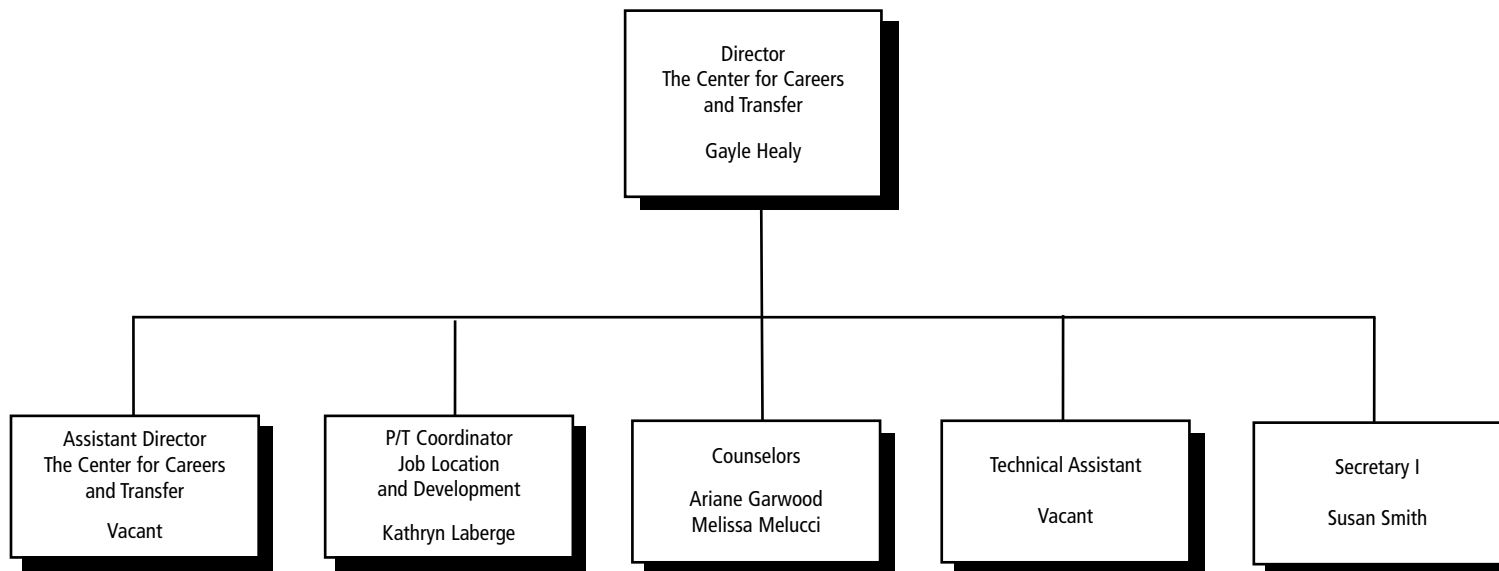 Director
The Center for Careers
and Transfer
Gayle Healy
Assistant Director
The Center for Careers
and Transfer
Vacant
P/T Coordinator
Job Location
and Development
Kathryn Laberge
Counselors
Ariane Garwood
Melissa Melucci
Technical Assistant
Vacant
Secretary I
Susan Smith